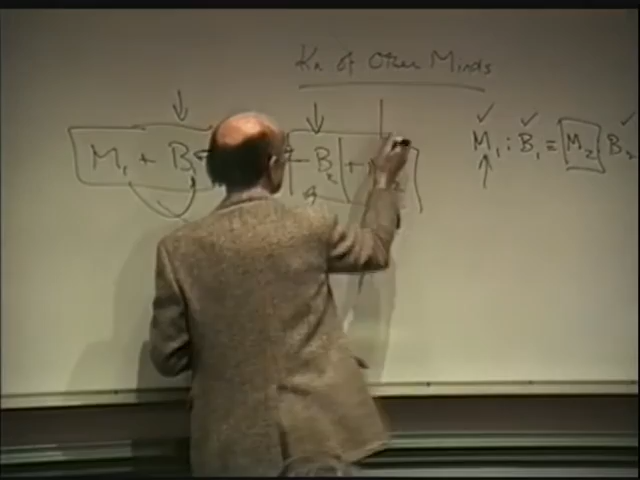 Kn of Other Minds
M₁ + B₁ B₂ +
M₁ : B₁ = M₂ B₂